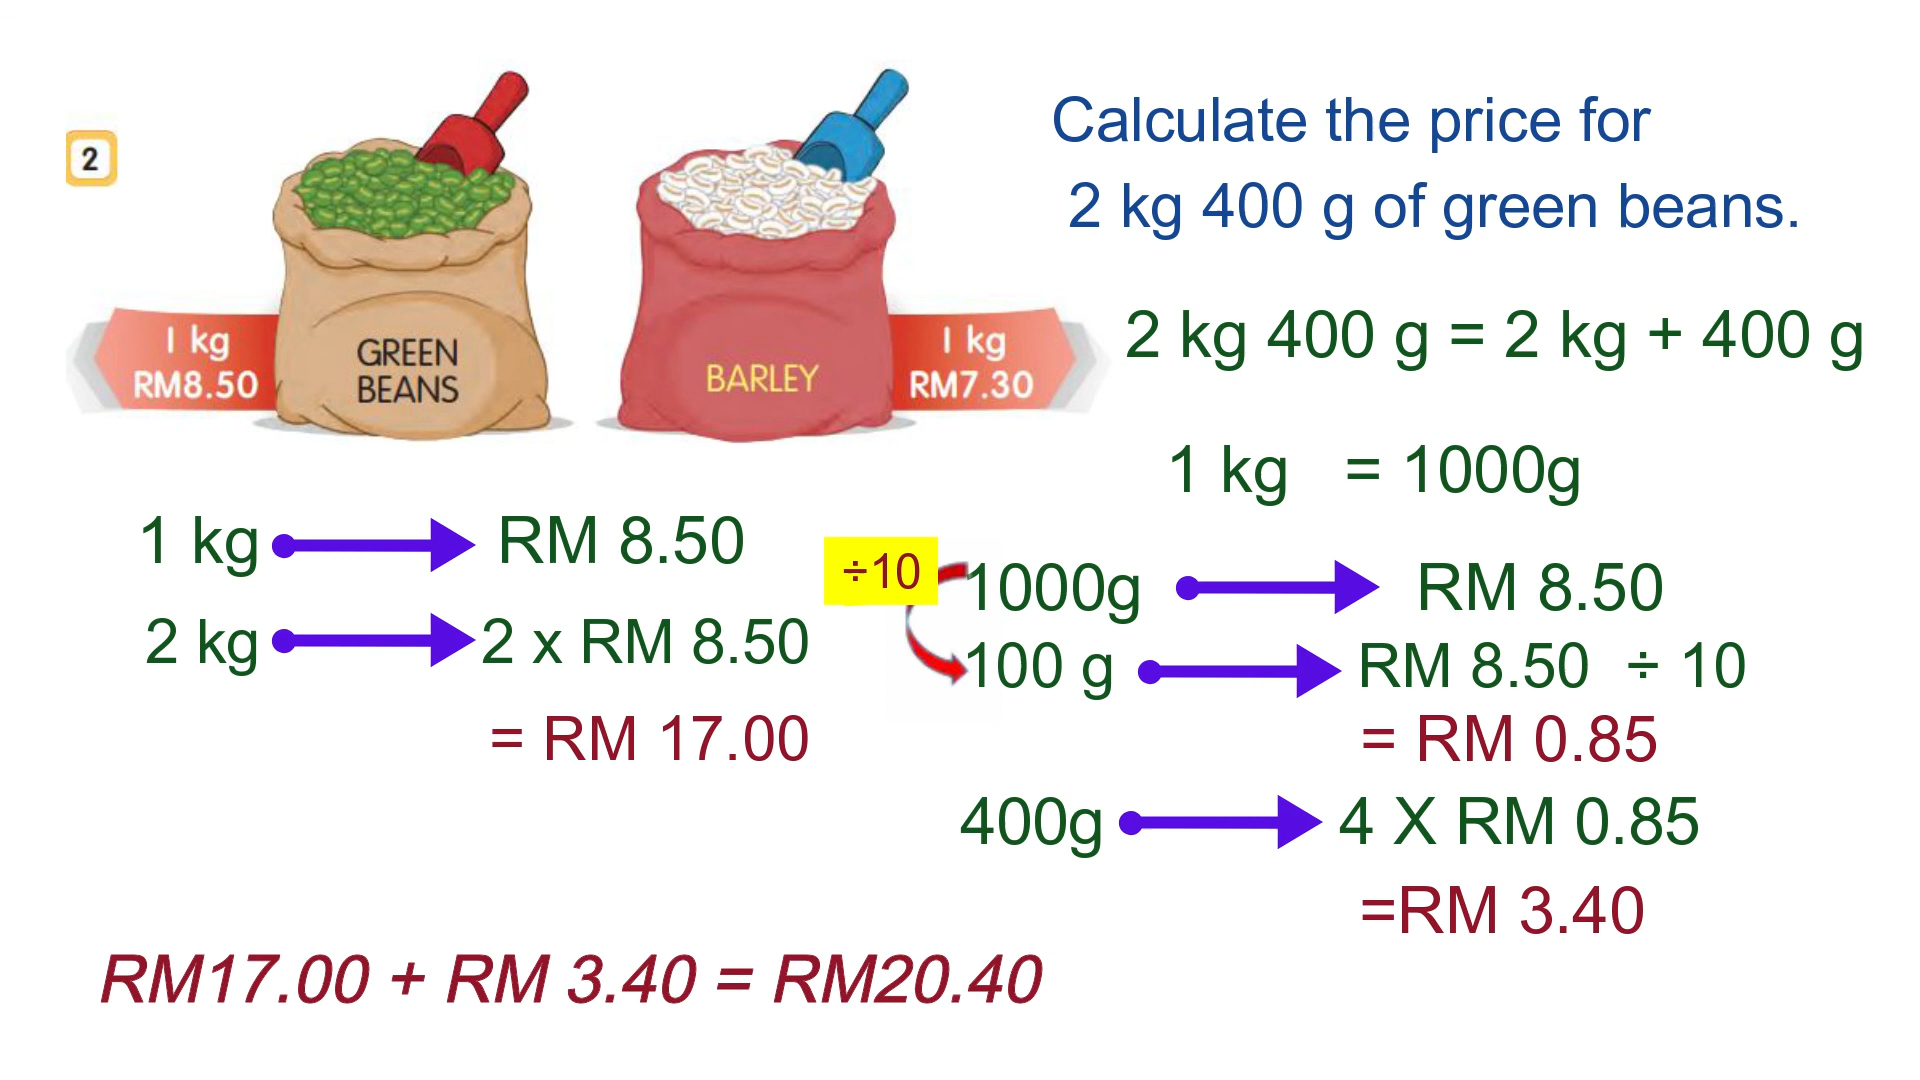 2
GREEN
BEANS
1 kg
RM8.50
BARLEY
1 kg
RM7.30
Calculate the price for
2 kg 400 g of green beans.
2 kg 400 g = 2 kg + 400 g
1 kg = 1000g
1 kg RM 8.50
2 kg 2 x RM 8.50
= RM 17.00
÷10
1000g RM 8.50
100 g RM 8.50 ÷ 10
= RM 0.85
400g 4 X RM 0.85
=RM 3.40
RM17.00 + RM 3.40 = RM20.40